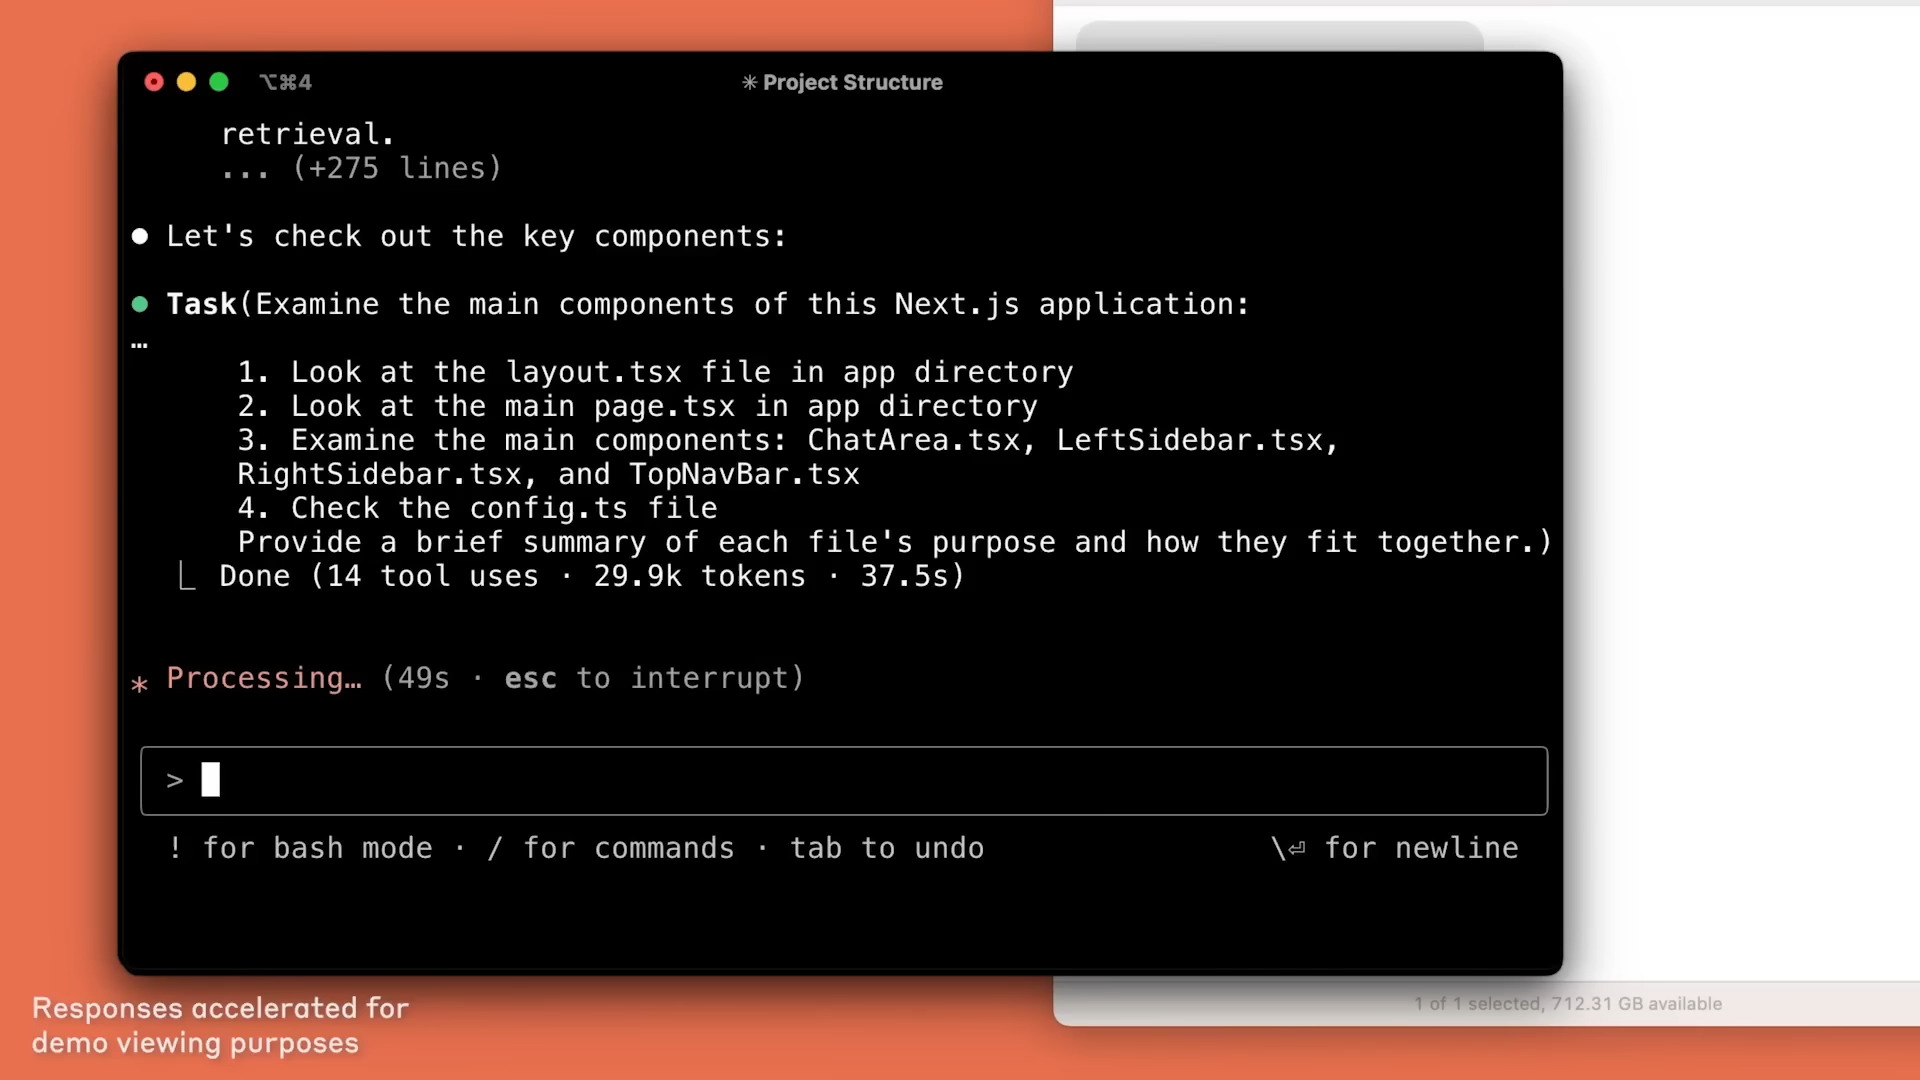 ⌥⌘4
✳ Project Structure
retrieval.
... (+275 lines)
● Let's check out the key components:
● Task(Examine the main components of this Next.js application:
…
1. Look at the layout.tsx file in app directory
2. Look at the main page.tsx in app directory
3. Examine the main components: ChatArea.tsx, LeftSidebar.tsx,
RightSidebar.tsx, and TopNavBar.tsx
4. Check the config.ts file
Provide a brief summary of each file's purpose and how they fit together.)
⎿ Done (14 tool uses · 29.9k tokens · 37.5s)
* Processing… (49s · esc to interrupt)
>
! for bash mode · / for commands · tab to undo
\⏎ for newline
1 of 1 selected, 712.31 GB available
Responses accelerated for
demo viewing purposes